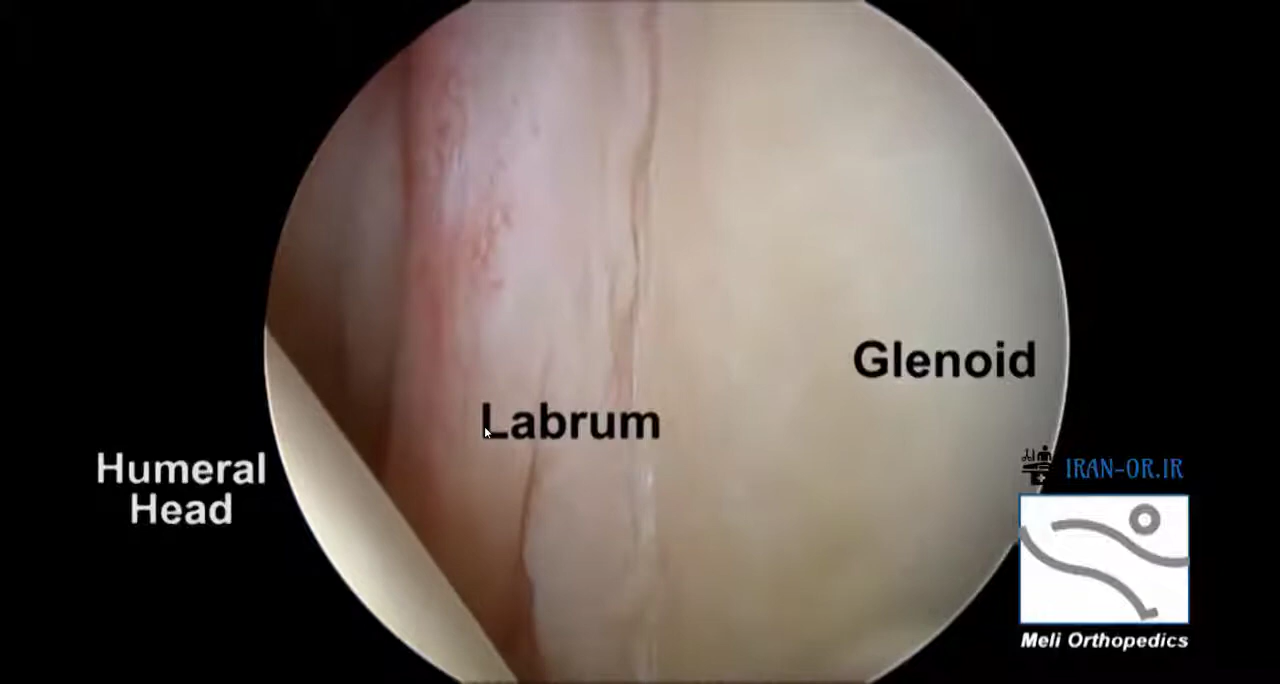 Glenoid
Labrum
Humeral
Head
IRAN-OR.IR
Meli Orthopedics